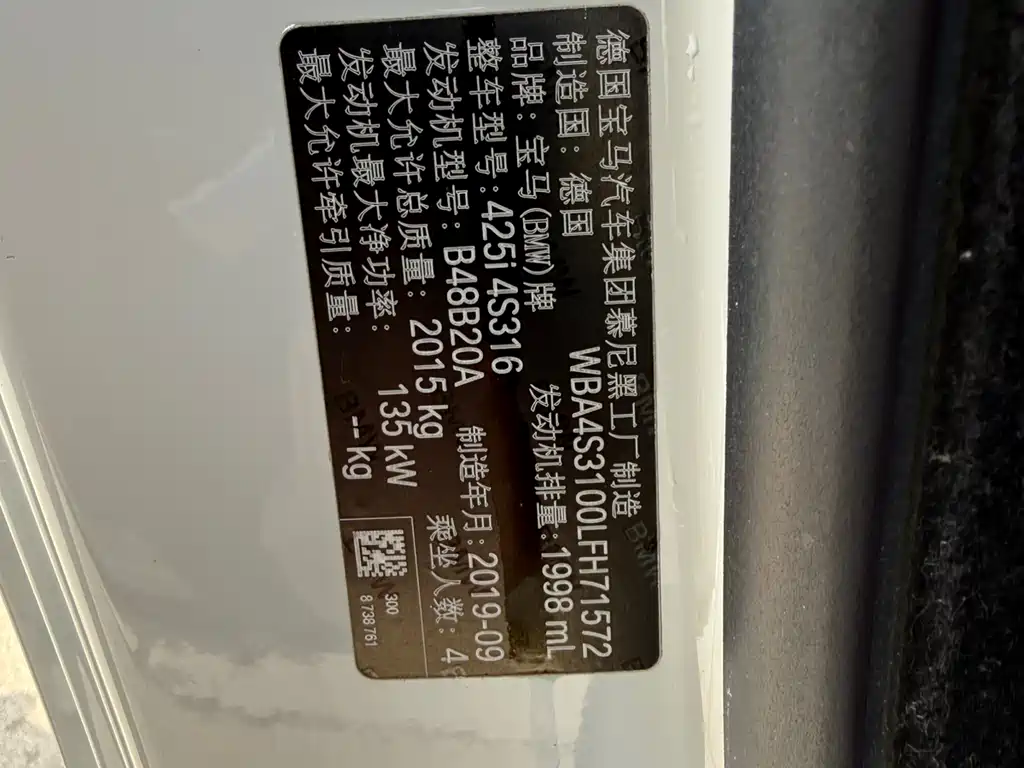 德国宝马汽车集团慕尼黑工厂制造
制造国：德国 WBA4S3100LFH71572
品牌：宝马(BMW)牌 发动机排量：1998 mL
整车型号：425i 4S316 制造年月：2019-09
发动机型号：B48B20A 乘坐人数：4
最大允许总质量：2015 kg
发动机最大净功率：135 kW
最大允许牵引质量：-- kg
300
8 738 761